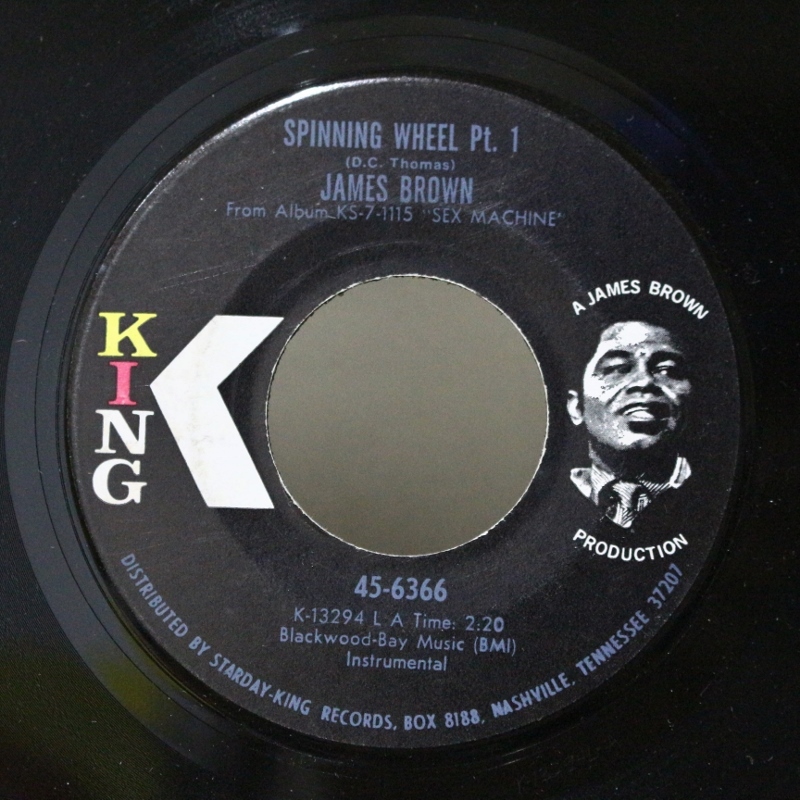 SPINNING WHEEL Pt. 1
(D.C. Thomas)
JAMES BROWN
From Album KS-7-1115 "SEX MACHINE"
KING
A JAMES BROWN
PRODUCTION
45-6366
K-13294 L A Time: 2:20
Blackwood-Bay Music (BMI)
Instrumental
DISTRIBUTED BY STARDAY-KING RECORDS, BOX 8188, NASHVILLE, TENNESSEE 37207